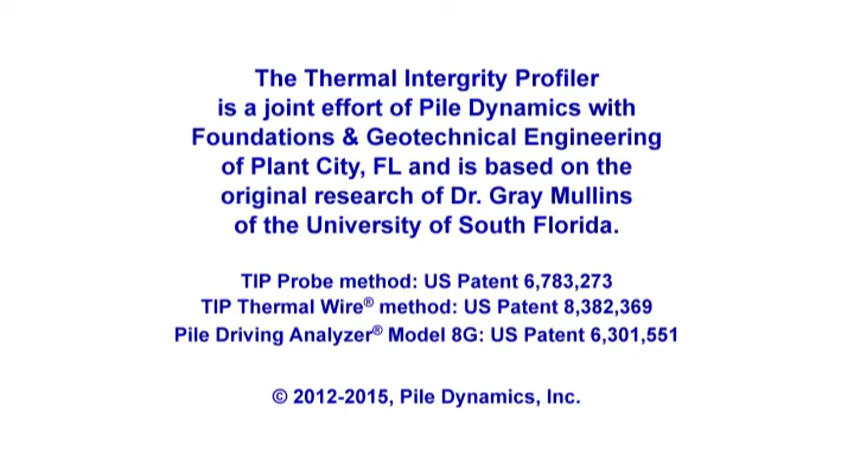 The Thermal Intergrity Profiler
is a joint effort of Pile Dynamics with
Foundations & Geotechnical Engineering
of Plant City, FL and is based on the
original research of Dr. Gray Mullins
of the University of South Florida.
TIP Probe method: US Patent 6,783,273
TIP Thermal Wire® method: US Patent 8,382,369
Pile Driving Analyzer® Model 8G: US Patent 6,301,551
© 2012-2015, Pile Dynamics, Inc.